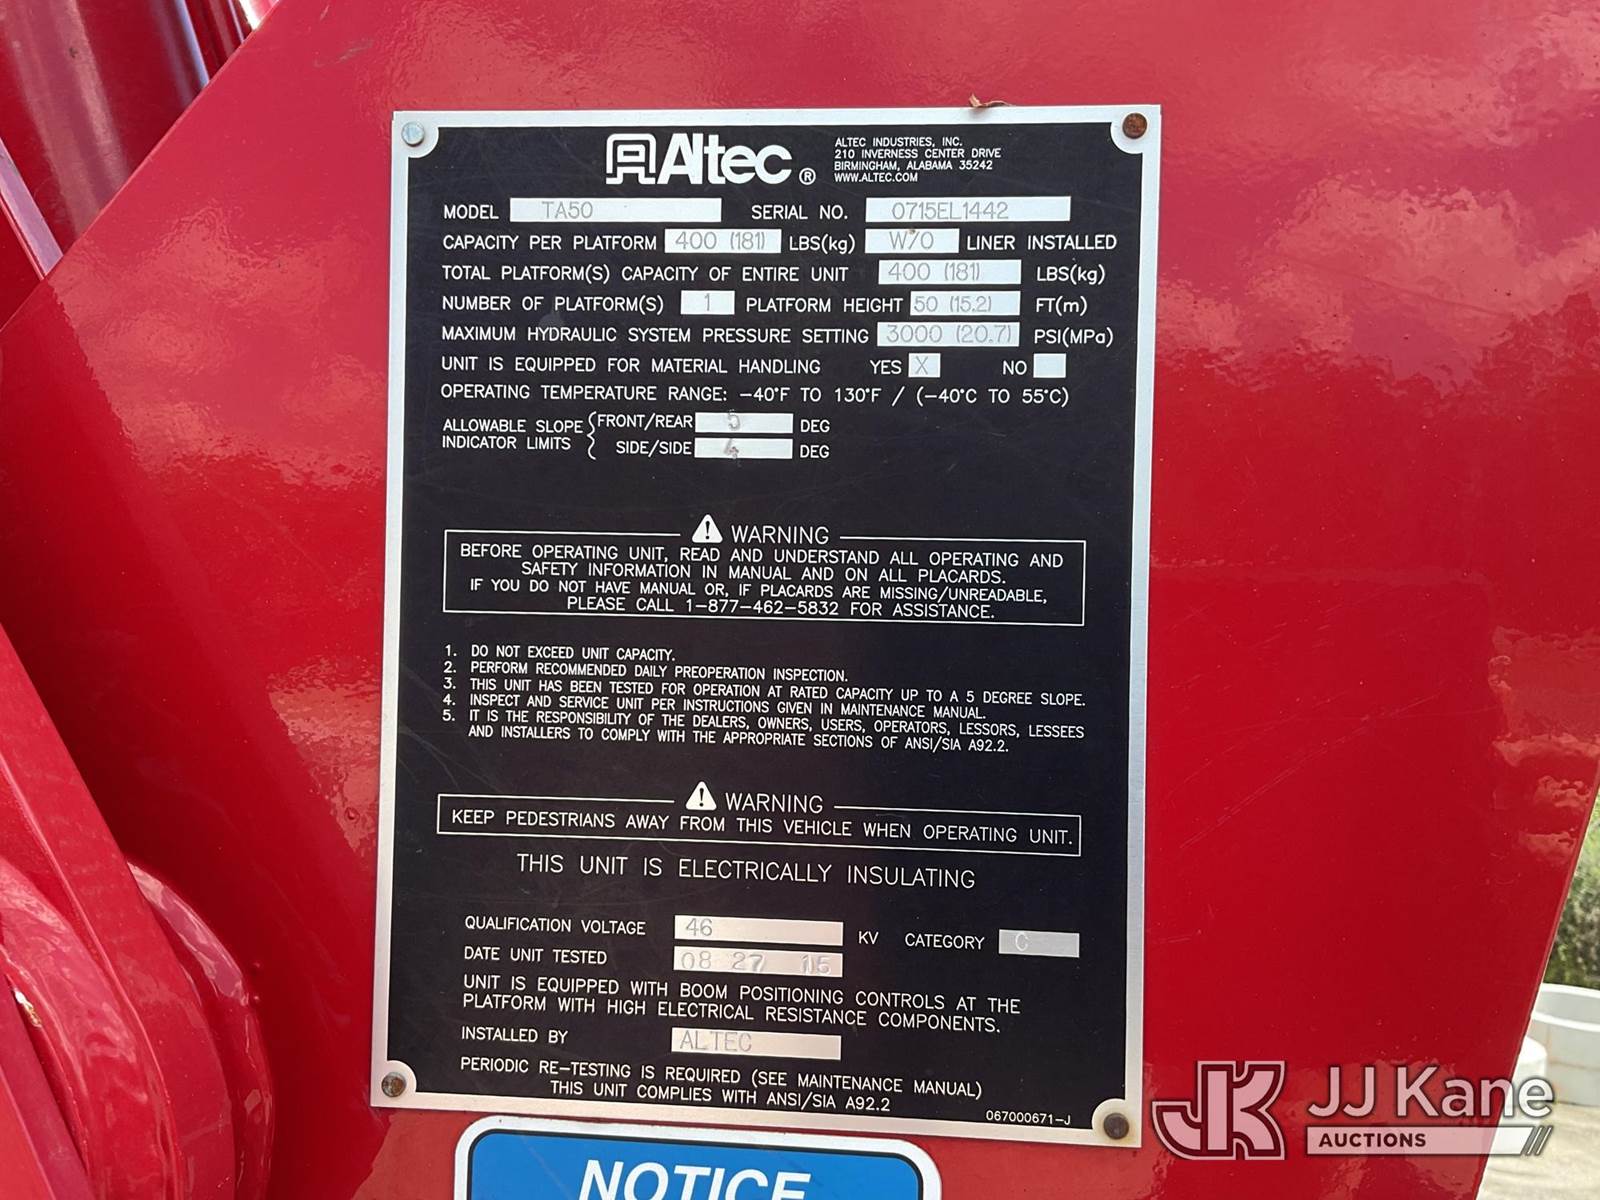 Altec ®
ALTEC INDUSTRIES, INC.
210 INVERNESS CENTER DRIVE
BIRMINGHAM, ALABAMA 35242
WWW.ALTEC.COM
MODEL TA50 SERIAL NO. 0715EL1442
CAPACITY PER PLATFORM 400 (181) LBS(kg) W/O LINER INSTALLED
TOTAL PLATFORM(S) CAPACITY OF ENTIRE UNIT 400 (181) LBS(kg)
NUMBER OF PLATFORM(S) 1 PLATFORM HEIGHT 50 (15.2) FT(m)
MAXIMUM HYDRAULIC SYSTEM PRESSURE SETTING 3000 (20.7) PSI(MPa)
UNIT IS EQUIPPED FOR MATERIAL HANDLING YES X NO
OPERATING TEMPERATURE RANGE: -40°F TO 130°F / (-40°C TO 55°C)
ALLOWABLE SLOPE FRONT/REAR 5 DEG
INDICATOR LIMITS SIDE/SIDE 4 DEG
WARNING
BEFORE OPERATING UNIT, READ AND UNDERSTAND ALL OPERATING AND
SAFETY INFORMATION IN MANUAL AND ON ALL PLACARDS.
IF YOU DO NOT HAVE MANUAL OR, IF PLACARDS ARE MISSING/UNREADABLE,
PLEASE CALL 1-877-462-5832 FOR ASSISTANCE.
1. DO NOT EXCEED UNIT CAPACITY.
2. PERFORM RECOMMENDED DAILY PREOPERATION INSPECTION.
3. THIS UNIT HAS BEEN TESTED FOR OPERATION AT RATED CAPACITY UP TO A 5 DEGREE SLOPE.
4. INSPECT AND SERVICE UNIT PER INSTRUCTIONS GIVEN IN MAINTENANCE MANUAL.
5. IT IS THE RESPONSIBILITY OF THE DEALERS, OWNERS, USERS, OPERATORS, LESSORS, LESSEES
AND INSTALLERS TO COMPLY WITH THE APPROPRIATE SECTIONS OF ANSI/SIA A92.2.
WARNING
KEEP PEDESTRIANS AWAY FROM THIS VEHICLE WHEN OPERATING UNIT.
THIS UNIT IS ELECTRICALLY INSULATING
QUALIFICATION VOLTAGE 46 KV CATEGORY C
DATE UNIT TESTED 08 27 15
UNIT IS EQUIPPED WITH BOOM POSITIONING CONTROLS AT THE
PLATFORM WITH HIGH ELECTRICAL RESISTANCE COMPONENTS.
INSTALLED BY ALTEC
PERIODIC RE-TESTING IS REQUIRED (SEE MAINTENANCE MANUAL)
THIS UNIT COMPLIES WITH ANSI/SIA A92.2
067000671-J
NOTICE
JK JJ Kane
AUCTIONS